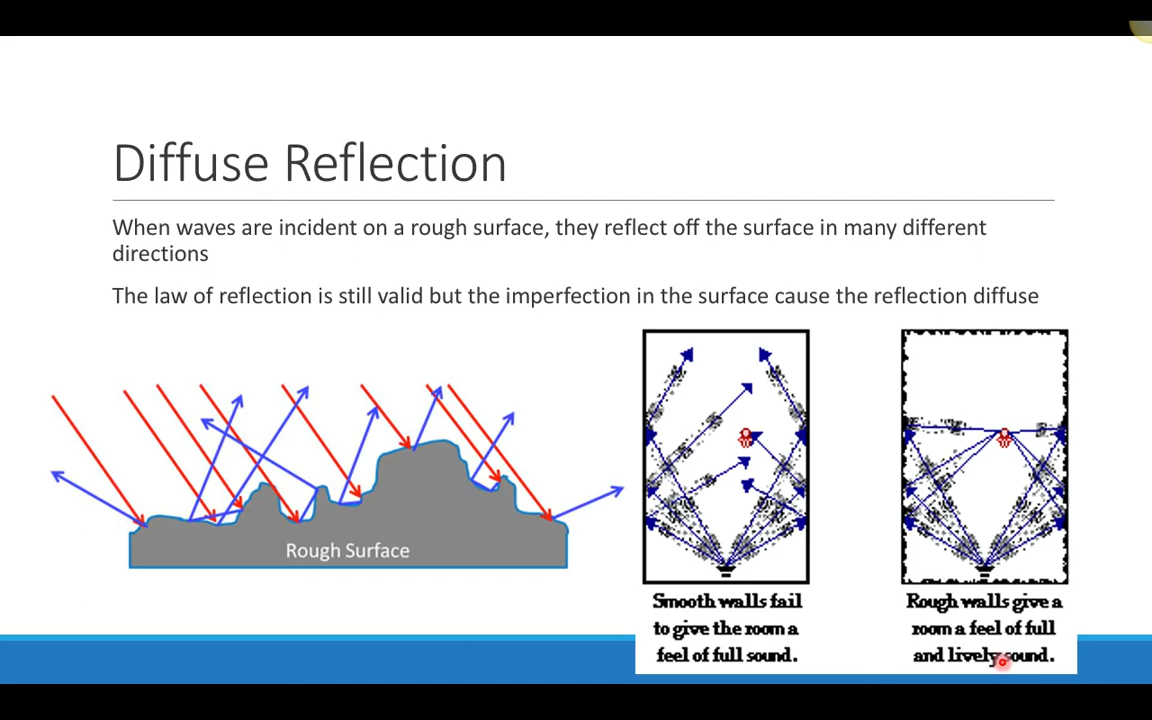 Diffuse Reflection
When waves are incident on a rough surface, they reflect off the surface in many different
directions
The law of reflection is still valid but the imperfection in the surface cause the reflection diffuse
Rough Surface
Smooth walls fail
to give the room a
feel of full sound.
Rough walls give a
room a feel of full
and lively sound.